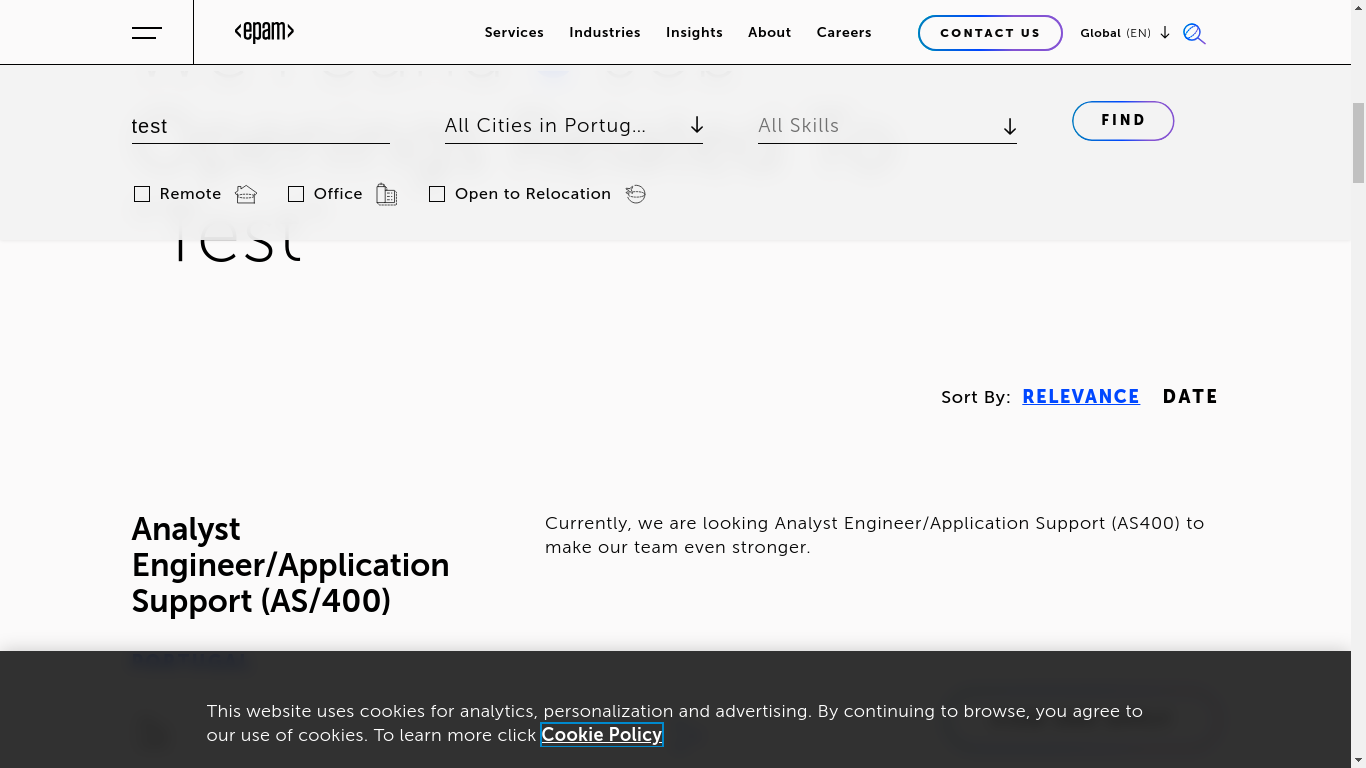 <epam>
Services
Industries
Insights
About
Careers
CONTACT US
Global (EN)
test
All Cities in Portug...
All Skills
FIND
Remote
Office
Open to Relocation
Test
Sort By: RELEVANCE DATE
Analyst
Engineer/Application
Support (AS/400)
Currently, we are looking Analyst Engineer/Application Support (AS400) to
make our team even stronger.
PORTUGAL
This website uses cookies for analytics, personalization and advertising. By continuing to browse, you agree to
our use of cookies. To learn more click Cookie Policy